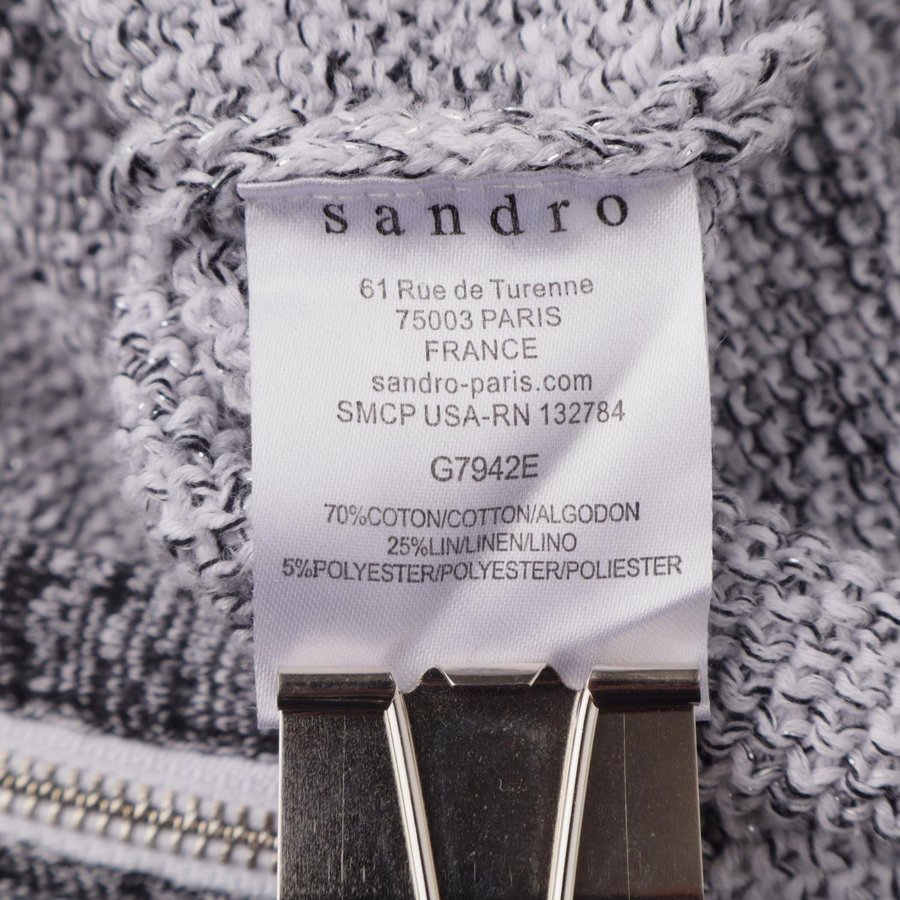 sandro
61 Rue de Turenne
75003 PARIS
FRANCE
sandro-paris.com
SMCP USA-RN 132784
G7942E
70%COTON/COTTON/ALGODON
25%LIN/LINEN/LINO
5%POLYESTER/POLYESTER/POLIESTER